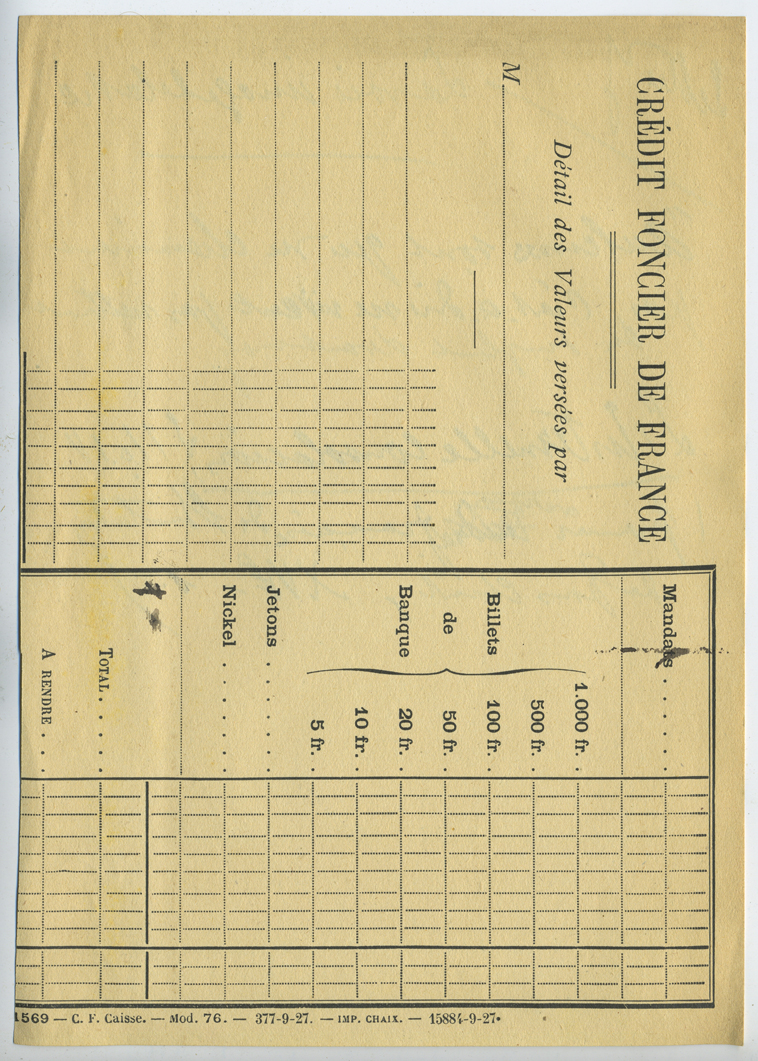 CRÉDIT FONCIER DE FRANCE
Détail des Valeurs versées par
M
Mandats . . . . .
Billets de Banque
1.000 fr. .
500 fr. .
100 fr. .
50 fr. .
20 fr. .
10 fr. .
5 fr. .
Jetons . . . . . .
Nickel . . . . . .
TOTAL . . . . .
A RENDRE . . .
1569 — C. F. Caisse. — Mod. 76. — 377-9-27. — IMP. CHAIX. — 15884-9-27•